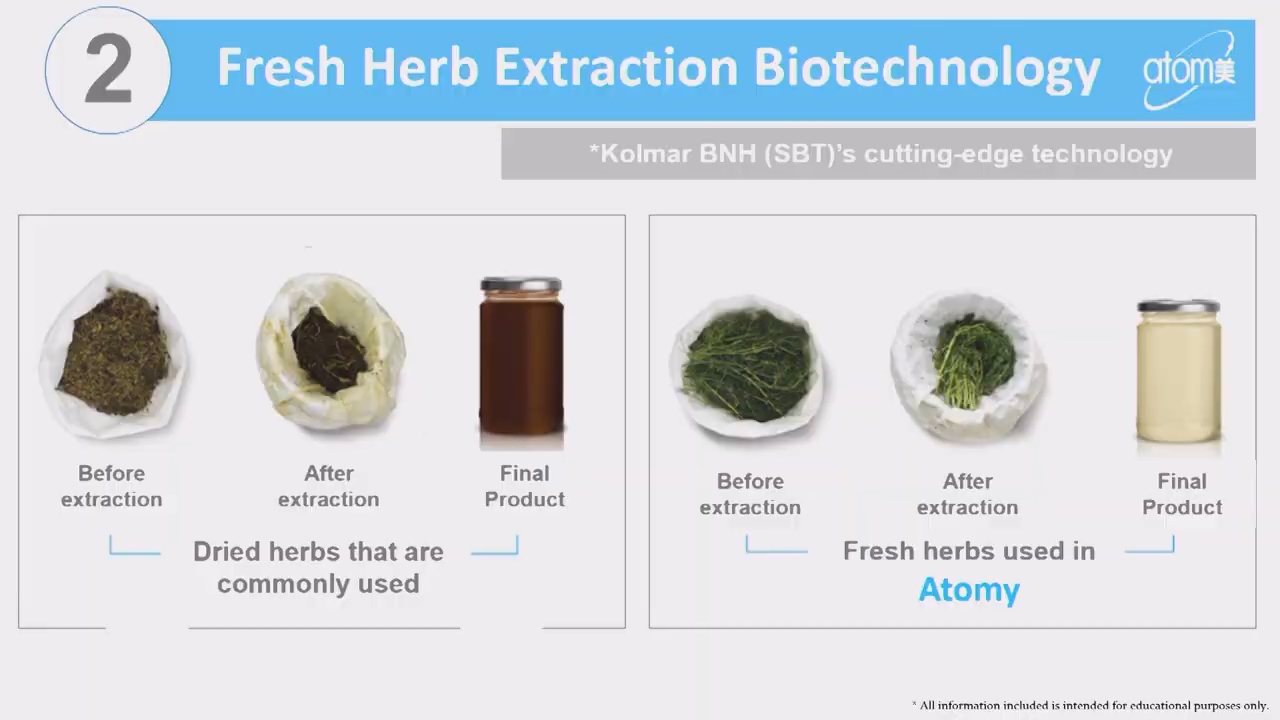 2
Fresh Herb Extraction Biotechnology
atom美
*Kolmar BNH (SBT)’s cutting-edge technology
Before
extraction
After
extraction
Final
Product
Dried herbs that are
commonly used
Before
extraction
After
extraction
Final
Product
Fresh herbs used in
Atomy
* All information included is intended for educational purposes only.